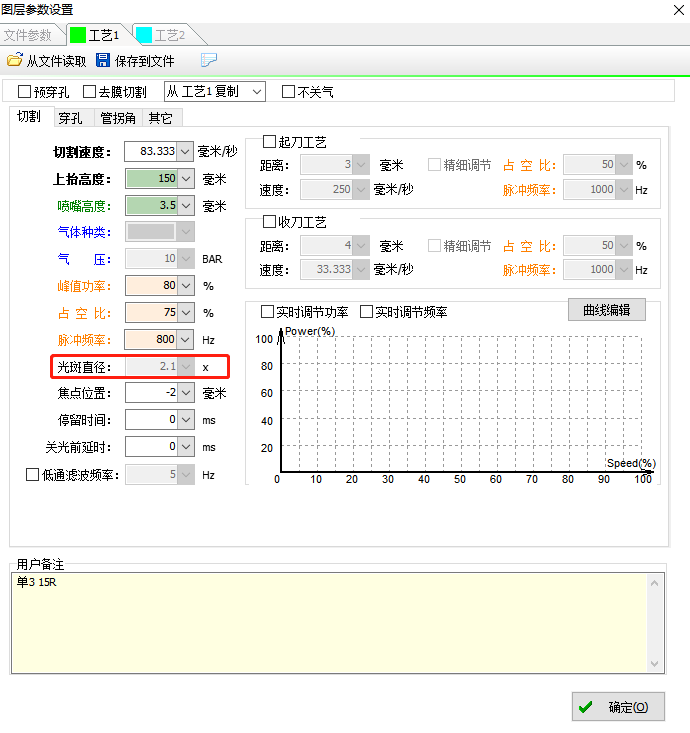 图层参数设置
文件参数 工艺1 工艺2
从文件读取 保存到文件
预穿孔 去膜切割 从 工艺1 复制 不关气
切割 穿孔 管拐角 其它
切割速度: 83.333 毫米/秒
上抬高度: 150 毫米
喷嘴高度: 3.5 毫米
气体种类:
气 压: 10 BAR
峰值功率: 80 %
占 空 比: 75 %
脉冲频率: 800 Hz
光斑直径: 2.1 x
焦点位置: -2 毫米
停留时间: 0 ms
关光前延时: 0 ms
低通滤波频率: 5 Hz
起刀工艺
距离: 3 毫米 精细调节 占 空 比: 50 %
速度: 250 毫米/秒 脉冲频率: 1000 Hz
收刀工艺
距离: 4 毫米 精细调节 占 空 比: 50 %
速度: 33.333 毫米/秒 脉冲频率: 1000 Hz
实时调节功率 实时调节频率 曲线编辑
Power(%)
100
80
60
40
20
Speed(%)
0 10 20 30 40 50 60 70 80 90 100
用户备注
单3 15R
确定(O)